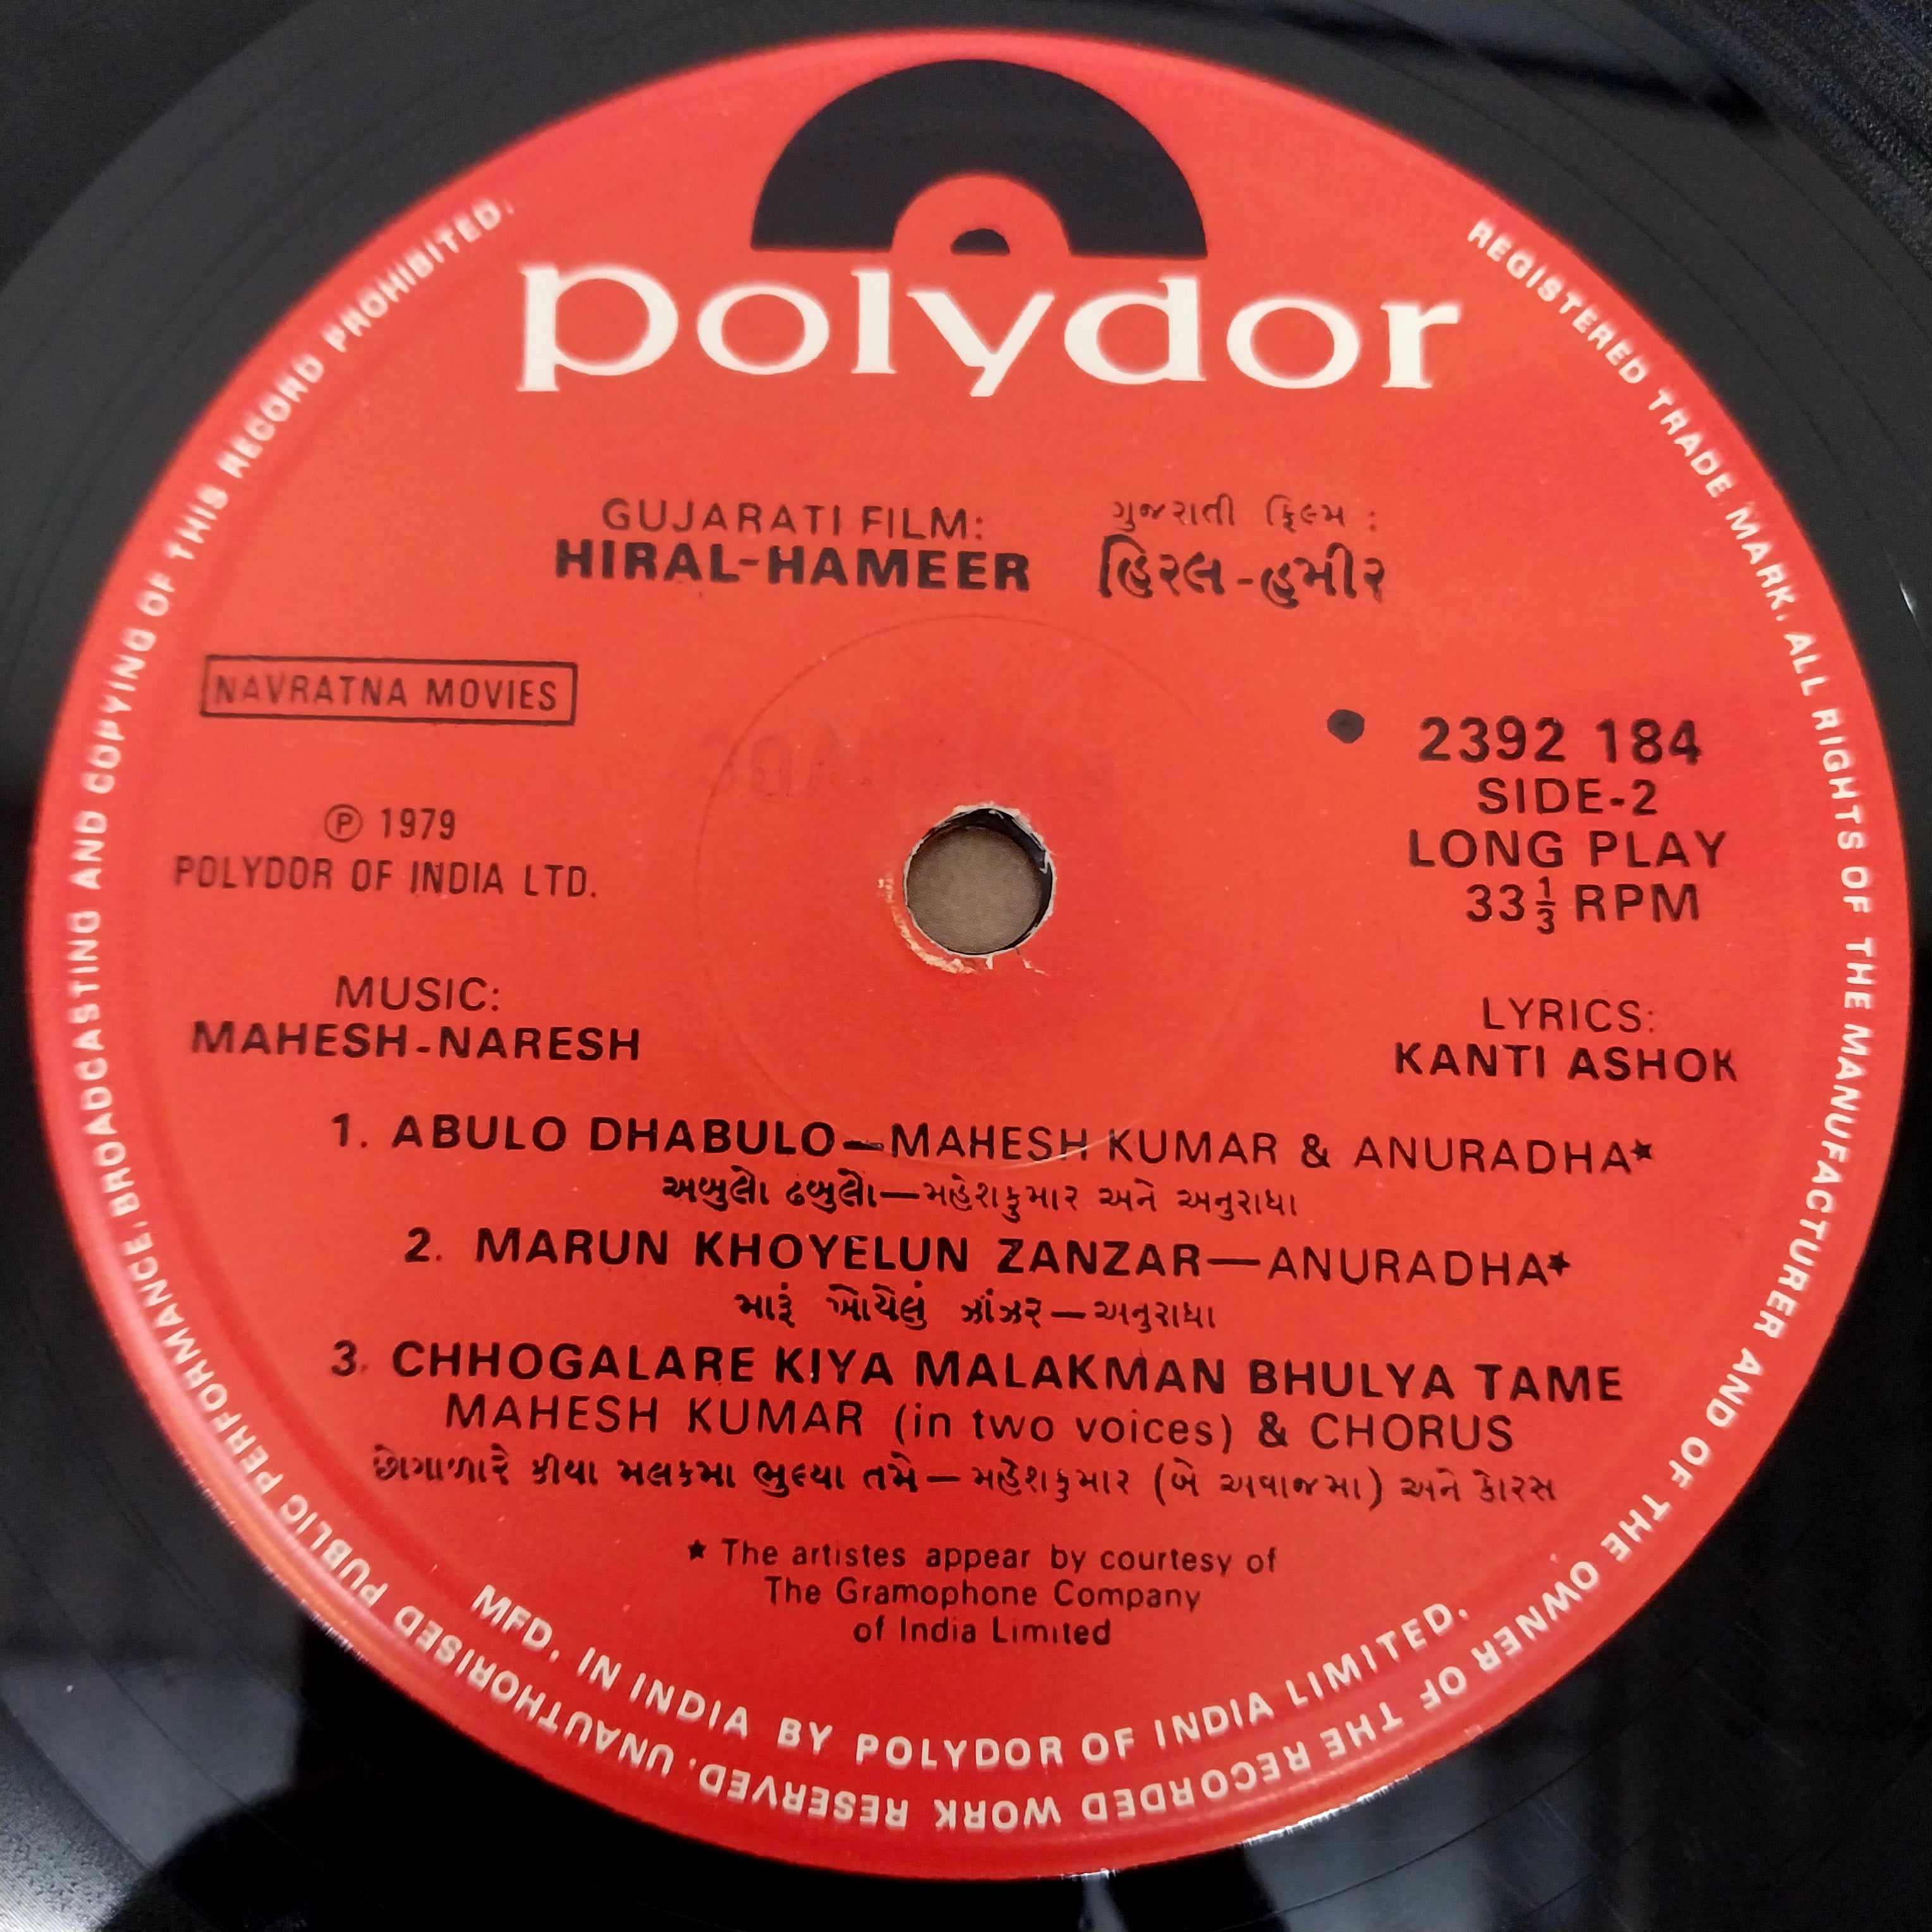 polydor
GUJARATI FILM:
HIRAL-HAMEER
ગુજરાતી ફિલ્મ :
હિરલ-હમીર
NAVRATNA MOVIES
Ⓟ 1979
POLYDOR OF INDIA LTD.
2392 184
SIDE-2
LONG PLAY
33⅓ RPM
MUSIC:
MAHESH-NARESH
LYRICS:
KANTI ASHOK
1. ABULO DHABULO—MAHESH KUMAR & ANURADHA★
અબુલો ઢબુલો—મહેશકુમાર અને અનુરાધા
2. MARUN KHOYELUN ZANZAR—ANURADHA★
મારૂં ખોયેલું ઝાંઝર—અનુરાધા
3. CHHOGALARE KIYA MALAKMAN BHULYA TAME
MAHESH KUMAR (in two voices) & CHORUS
છોગાળારે કીયા મલકમા ભુલ્યા તમે—મહેશકુમાર (બે અવાજમા) અને કોરસ
★ The artistes appear by courtesy of
The Gramophone Company
of India Limited
MFD. IN INDIA BY POLYDOR OF INDIA LIMITED.
REGISTERED TRADE MARK. ALL RIGHTS OF THE MANUFACTURER AND OF THE OWNER OF THE RECORDED WORK RESERVED. UNAUTHORISED PUBLIC PERFORMANCE. BROADCASTING AND COPYING OF THIS RECORD PROHIBITED.